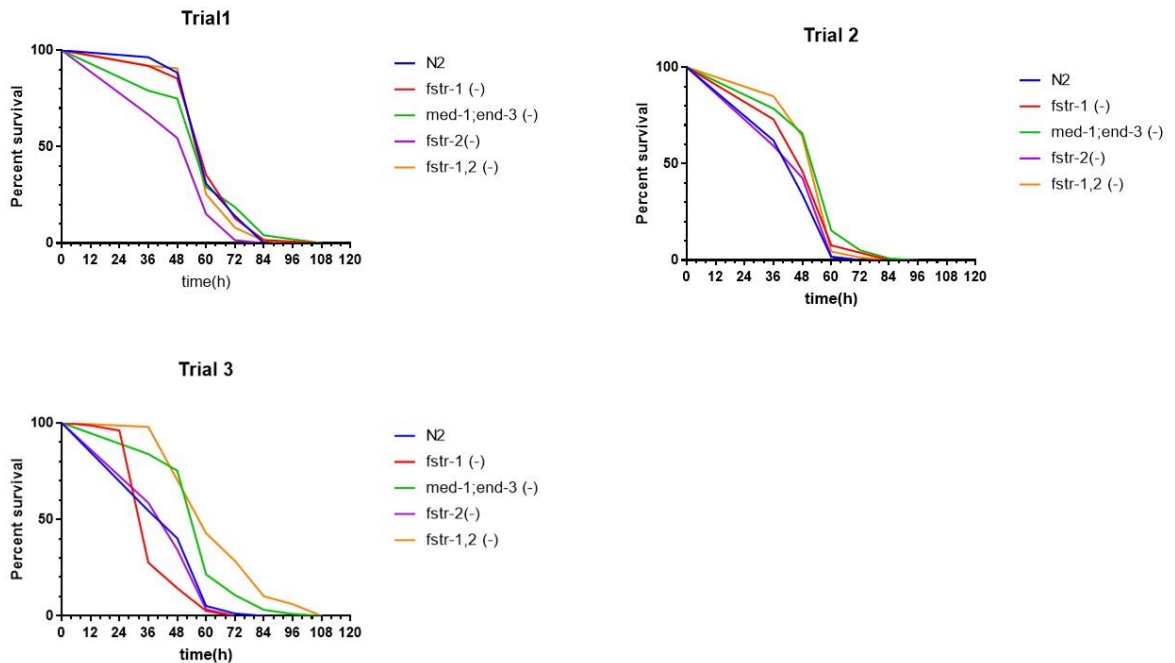 Trial1
Percent survival
100
50
0
0 12 24 36 48 60 72 84 96 108 120
time(h)
N2
fstr-1 (-)
med-1;end-3 (-)
fstr-2(-)
fstr-1,2 (-)
Trial 2
Percent survival
100
50
0
0 12 24 36 48 60 72 84 96 108 120
time(h)
N2
fstr-1 (-)
med-1;end-3 (-)
fstr-2(-)
fstr-1,2 (-)
Trial 3
Percent survival
100
50
0
0 12 24 36 48 60 72 84 96 108 120
time(h)
N2
fstr-1 (-)
med-1;end-3 (-)
fstr-2(-)
fstr-1,2 (-)